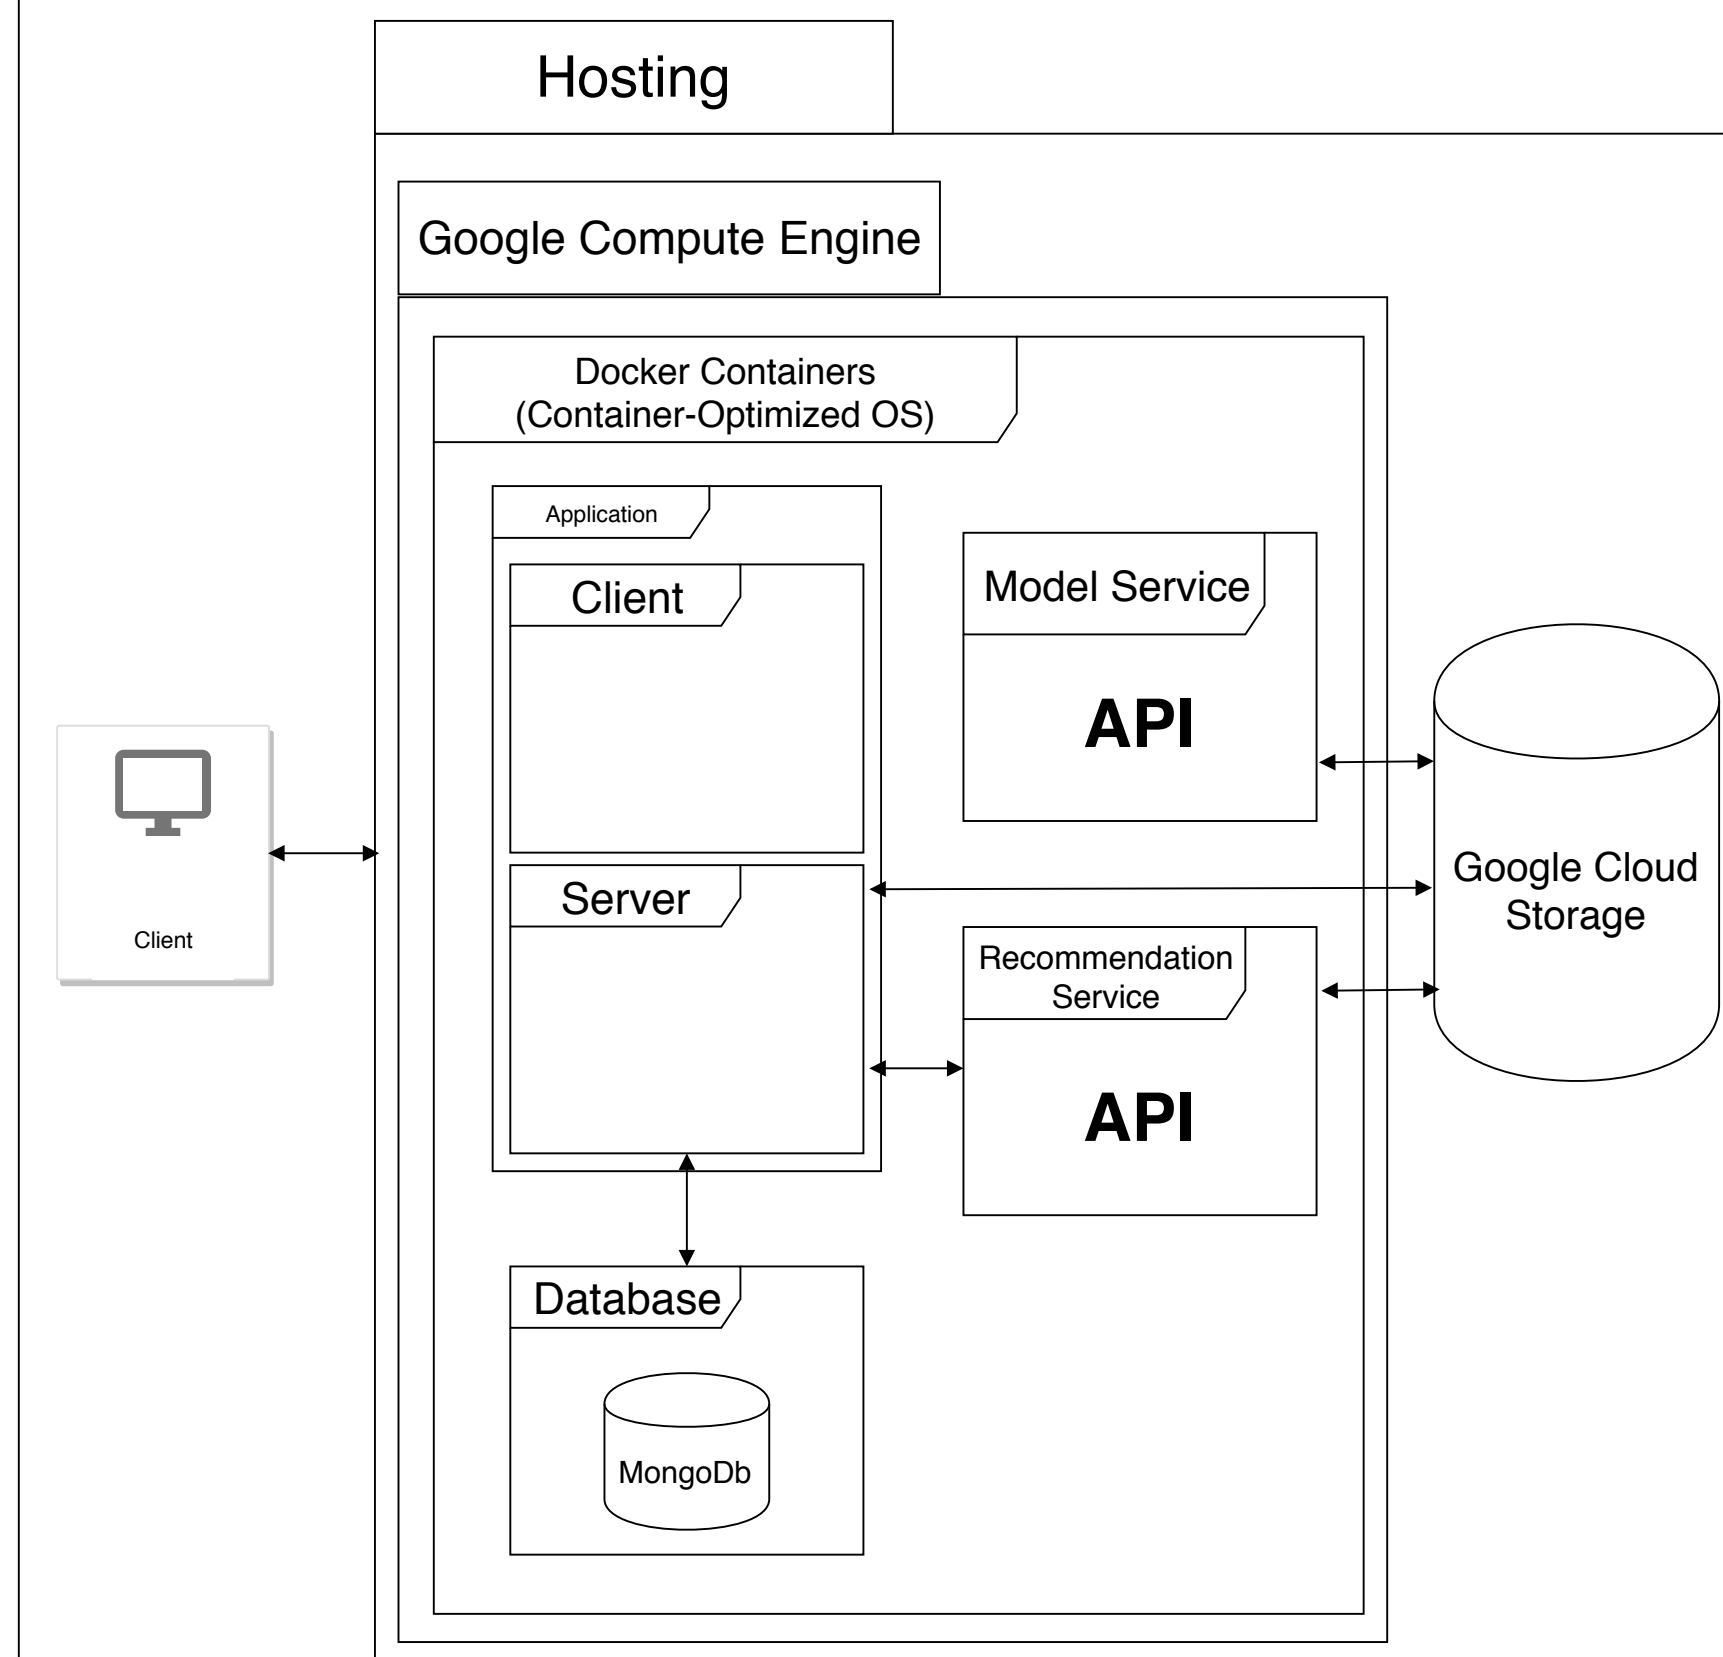 Hosting
Google Compute Engine
Docker Containers
(Container-Optimized OS)
Application
Client
Model Service
API
Client
Server
Google Cloud
Storage
Recommendation
Service
API
Database
MongoDb